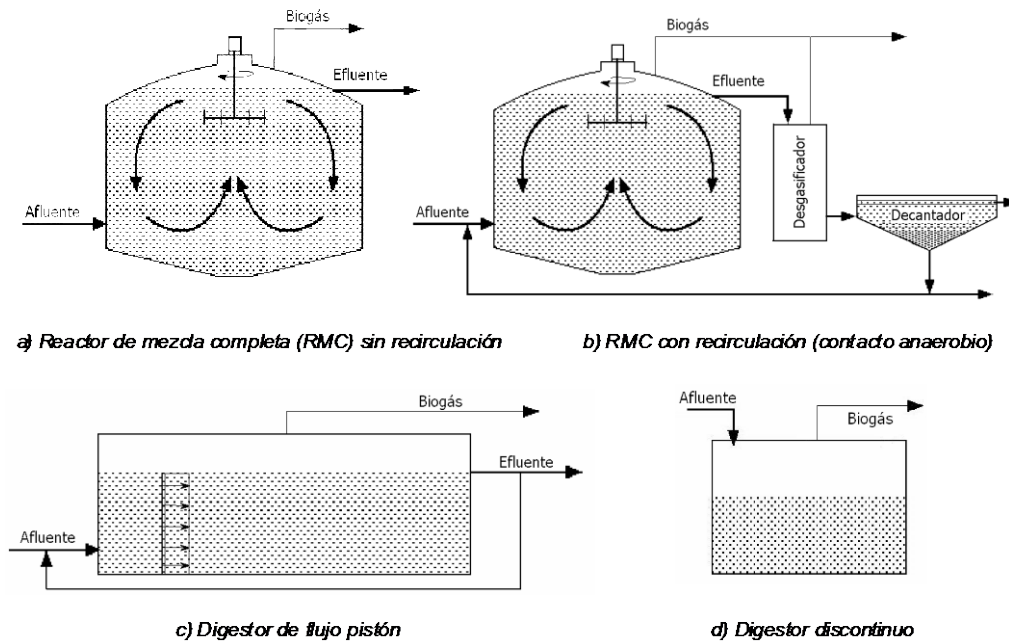 Biogás
Efluente
Afluente
a) Reactor de mezcla completa (RMC) sin recirculación
Biogás
Efluente
Afluente
Desgasificador
Decantador
b) RMC con recirculación (contacto anaerobio)
Biogás
Efluente
Afluente
c) Digestor de flujo pistón
Afluente
Biogás
d) Digestor discontinuo